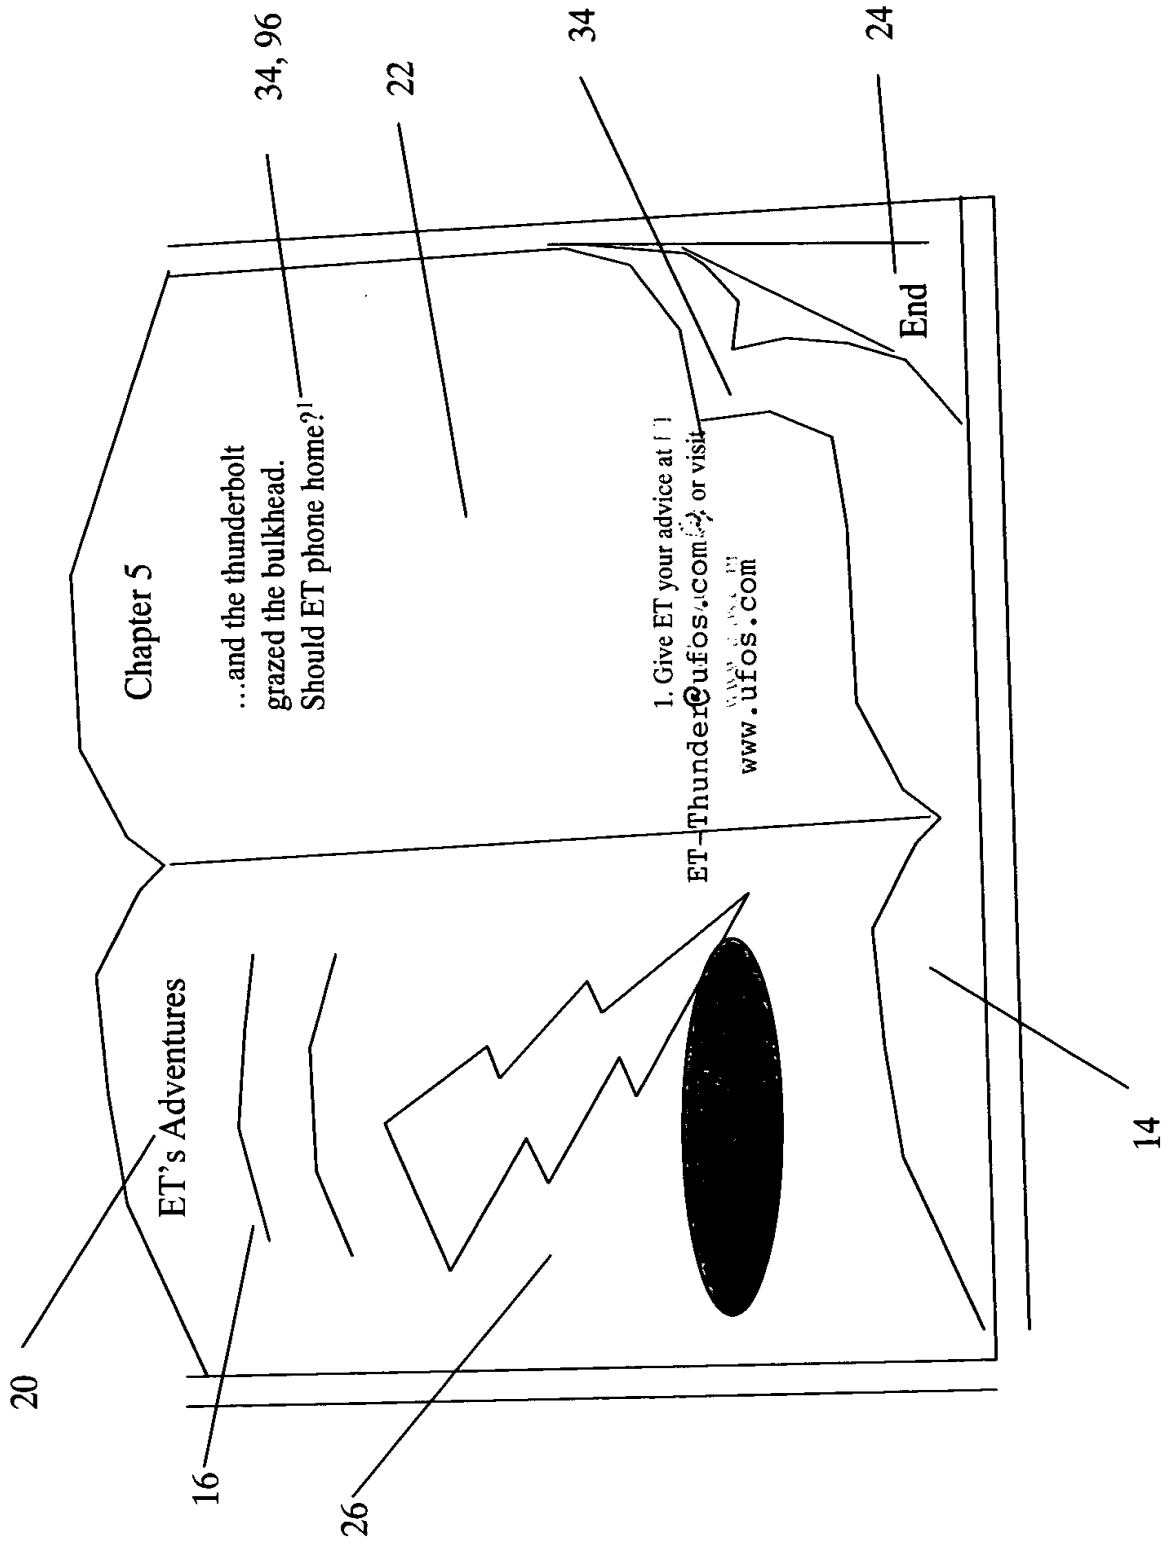 20
16
26
14
ET's Adventures
Chapter 5
...and the thunderbolt
grazed the bulkhead.
Should ET phone home?¹
1. Give ET your advice at
ET-Thunder@ufos.com or visit
www.ufos.com
End
34, 96
22
34
24